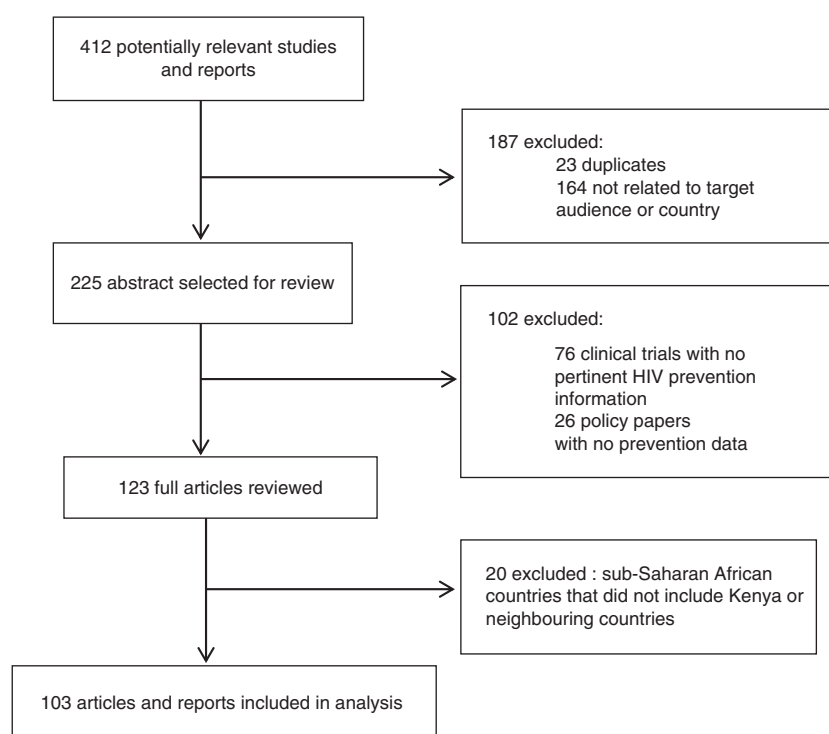 412 potentially relevant studies
and reports
187 excluded:
23 duplicates
164 not related to target
audience or country
225 abstract selected for review
102 excluded:
76 clinical trials with no
pertinent HIV prevention
information
26 policy papers
with no prevention data
123 full articles reviewed
20 excluded : sub-Saharan African
countries that did not include Kenya or
neighbouring countries
103 articles and reports included in analysis